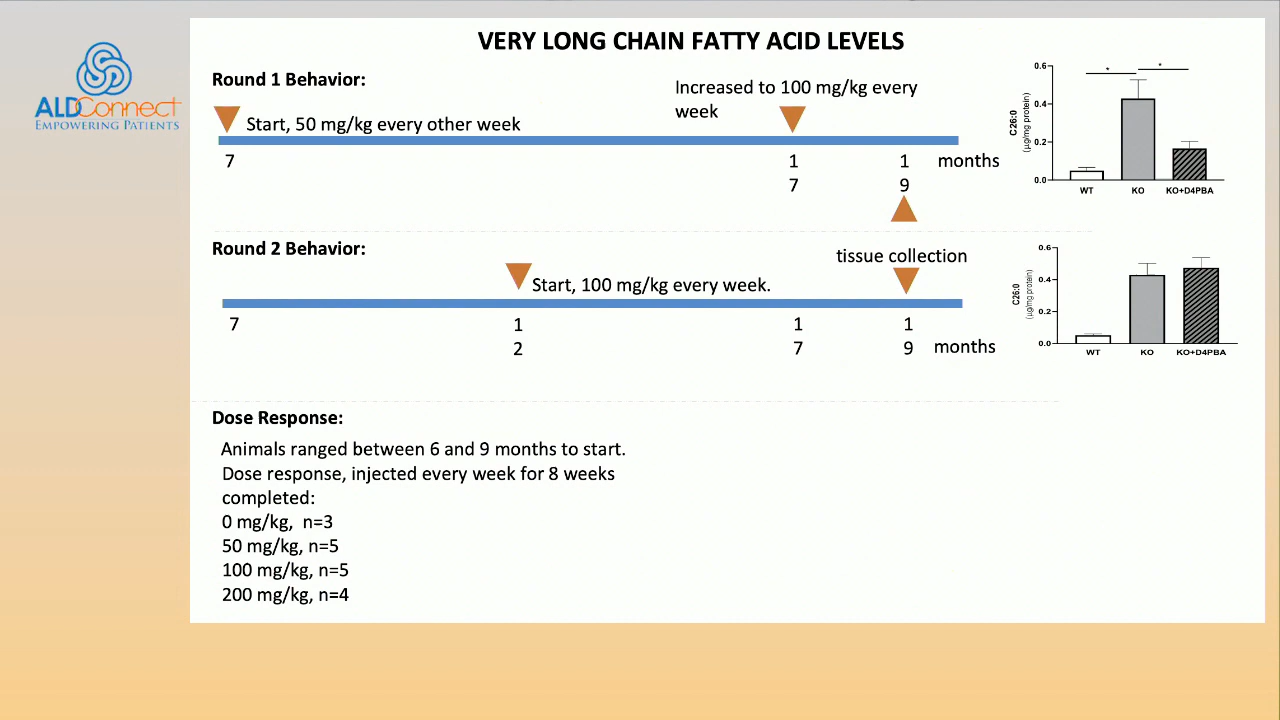 VERY LONG CHAIN FATTY ACID LEVELS
ALDConnect
EMPOWERING PATIENTS
Round 1 Behavior:
Increased to 100 mg/kg every
week
Start, 50 mg/kg every other week
7
1
7
1
9
months
0.6
0.4
0.2
0.0
C26:0
(µg/mg protein)
*
*
WT
KO
KO+D4PBA
Round 2 Behavior:
tissue collection
Start, 100 mg/kg every week.
7
1
2
1
7
1
9
months
0.6
0.4
0.2
0.0
C26:0
(µg/mg protein)
WT
KO
KO+D4PBA
Dose Response:
Animals ranged between 6 and 9 months to start.
Dose response, injected every week for 8 weeks
completed:
0 mg/kg, n=3
50 mg/kg, n=5
100 mg/kg, n=5
200 mg/kg, n=4